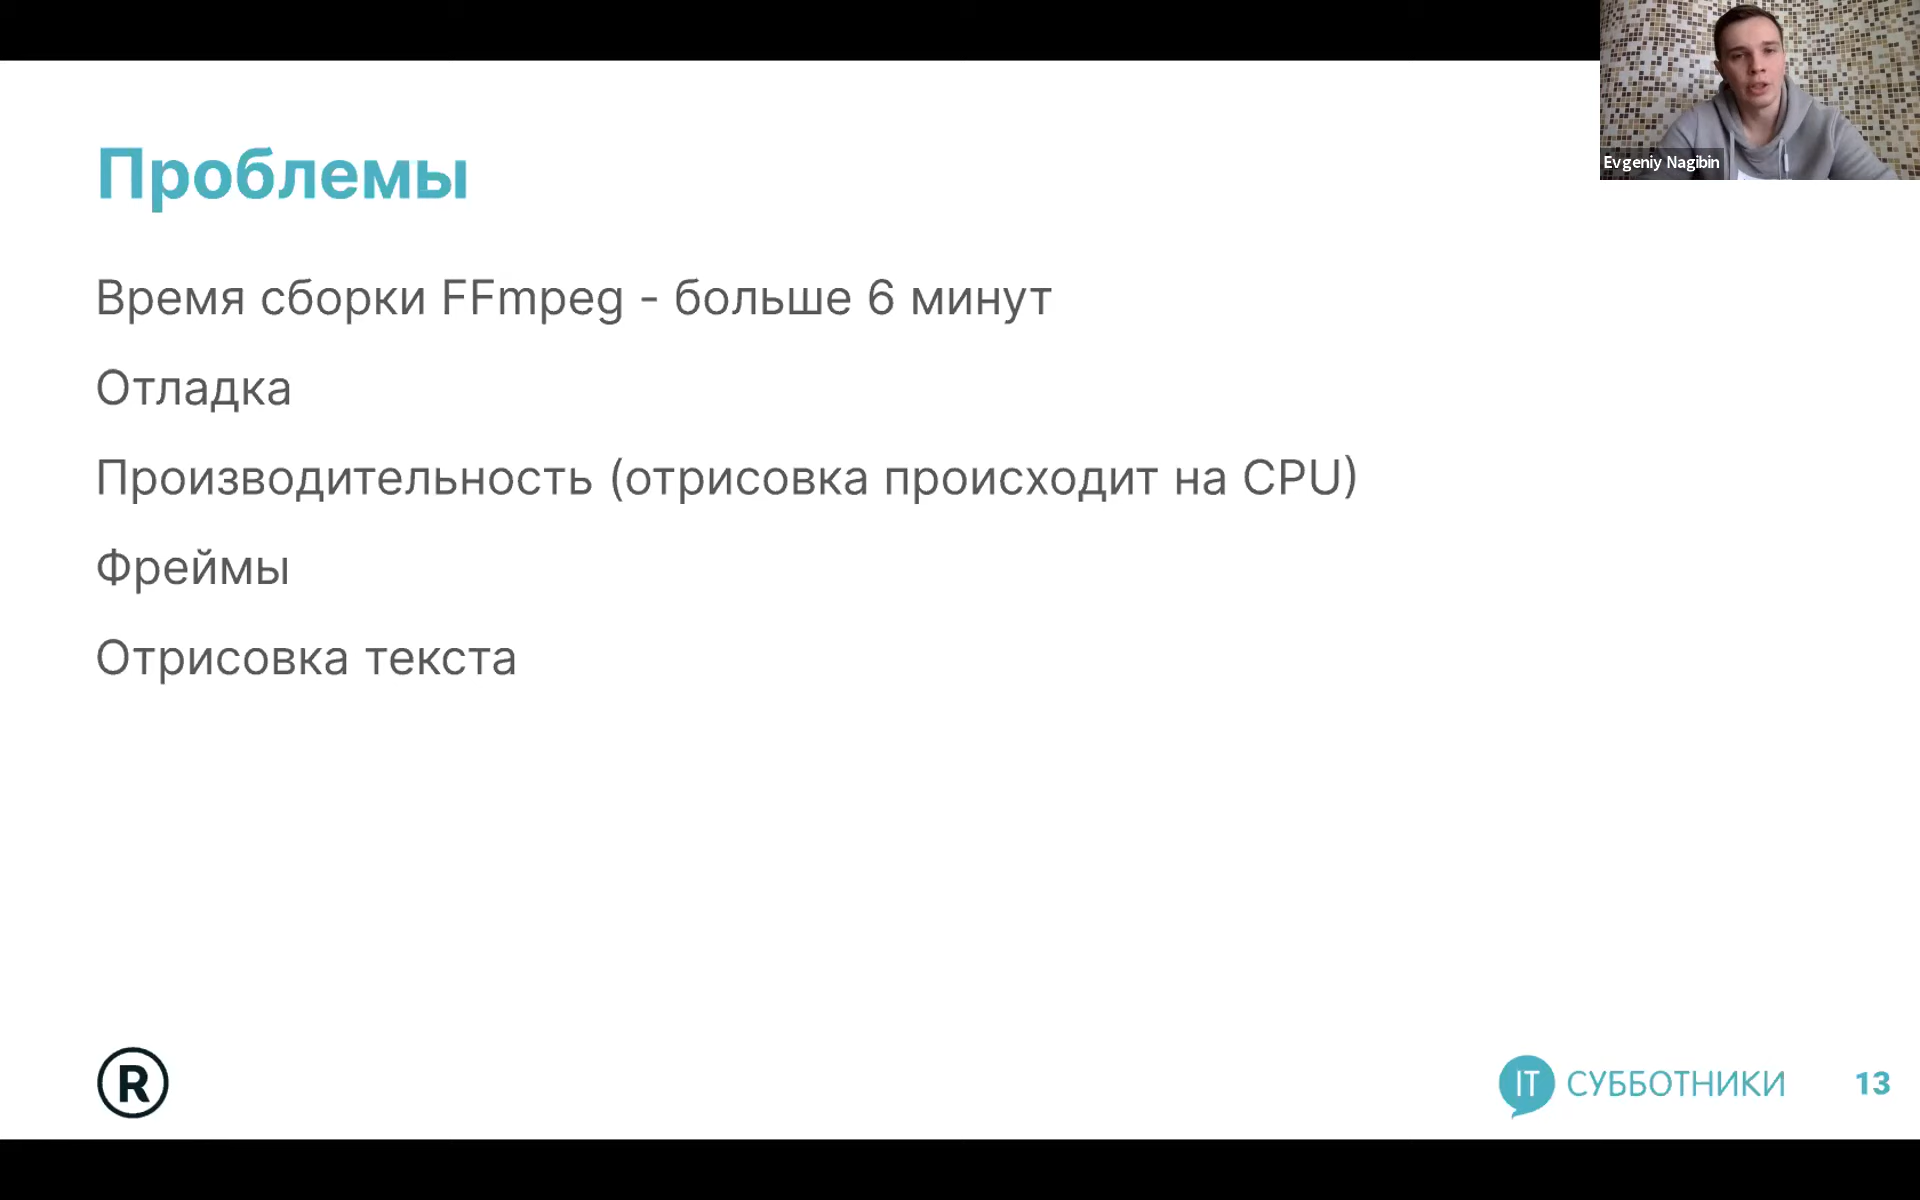 Evgeniy Nagibin
Проблемы
Время сборки FFmpeg - больше 6 минут
Отладка
Производительность (отрисовка происходит на CPU)
Фреймы
Отрисовка текста
R
IT СУББОТНИКИ
13